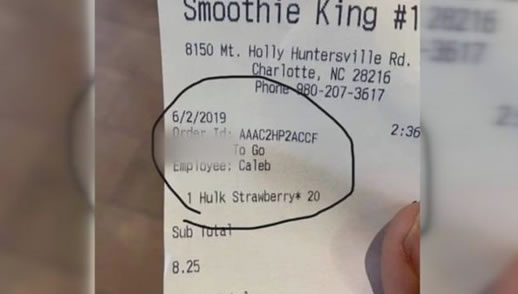 Smoothie King #1
8150 Mt. Holly Huntersville Rd.
Charlotte, NC 28216
Phone 980-207-3617
6/2/2019 2:36
Order Id: AAAC2HP2ACCF
To Go
Employee: Caleb
1 Hulk Strawberry* 20
Sub Total
8.25